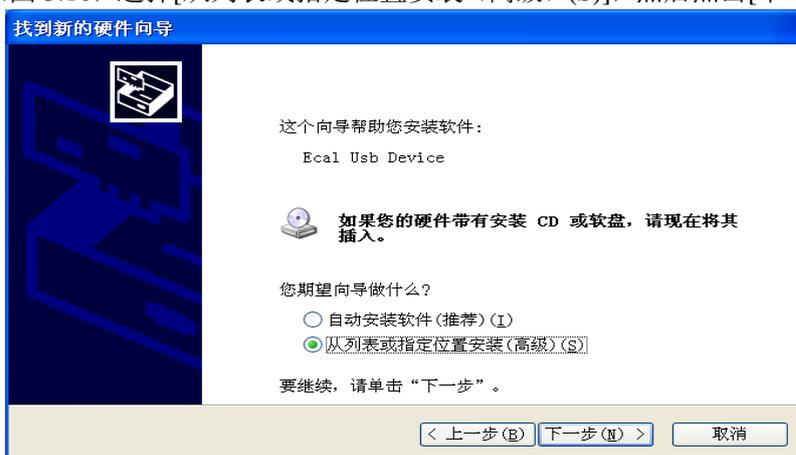 找到新的硬件向导
这个向导帮助您安装软件:
Ecal Usb Device
如果您的硬件带有安装 CD 或软盘，请现在将其
插入。
您期望向导做什么?
自动安装软件(推荐)(I)
从列表或指定位置安装(高级)(S)
要继续，请单击“下一步”。
< 上一步(B)
下一步(N) >
取消